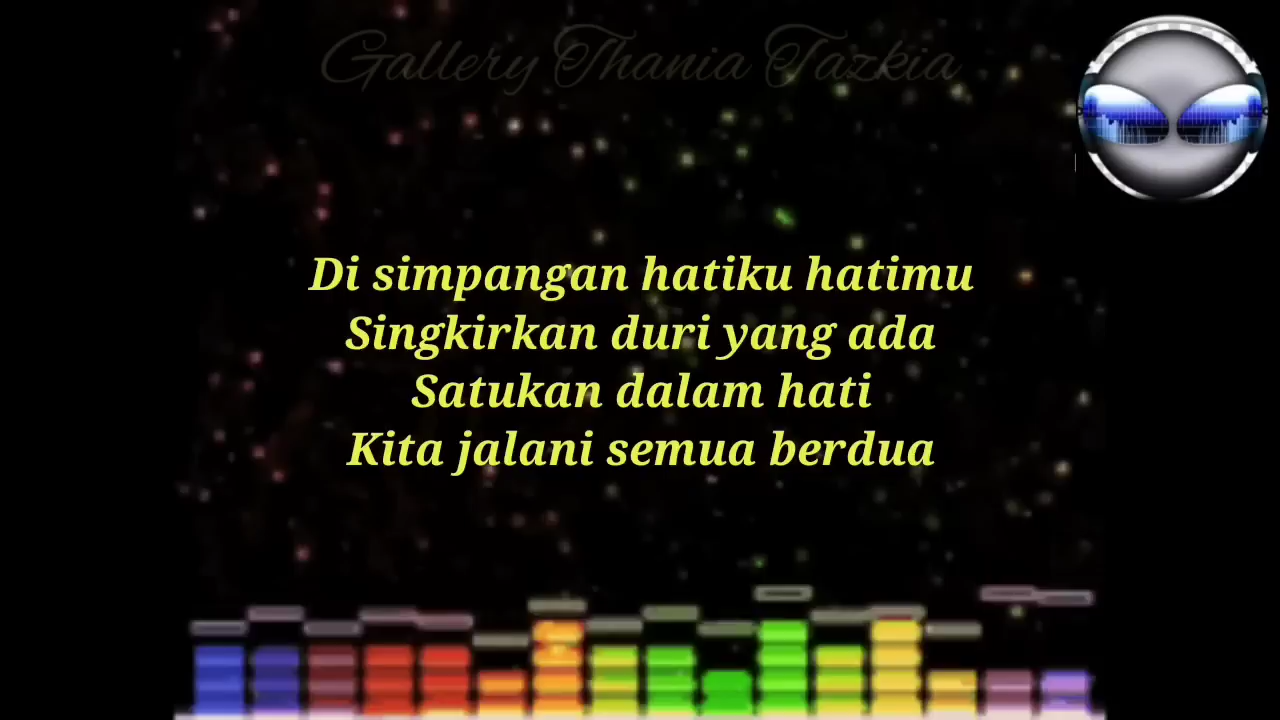 Gallery Thania Tazkia
Di simpangan hatiku hatimu
Singkirkan duri yang ada
Satukan dalam hati
Kita jalani semua berdua